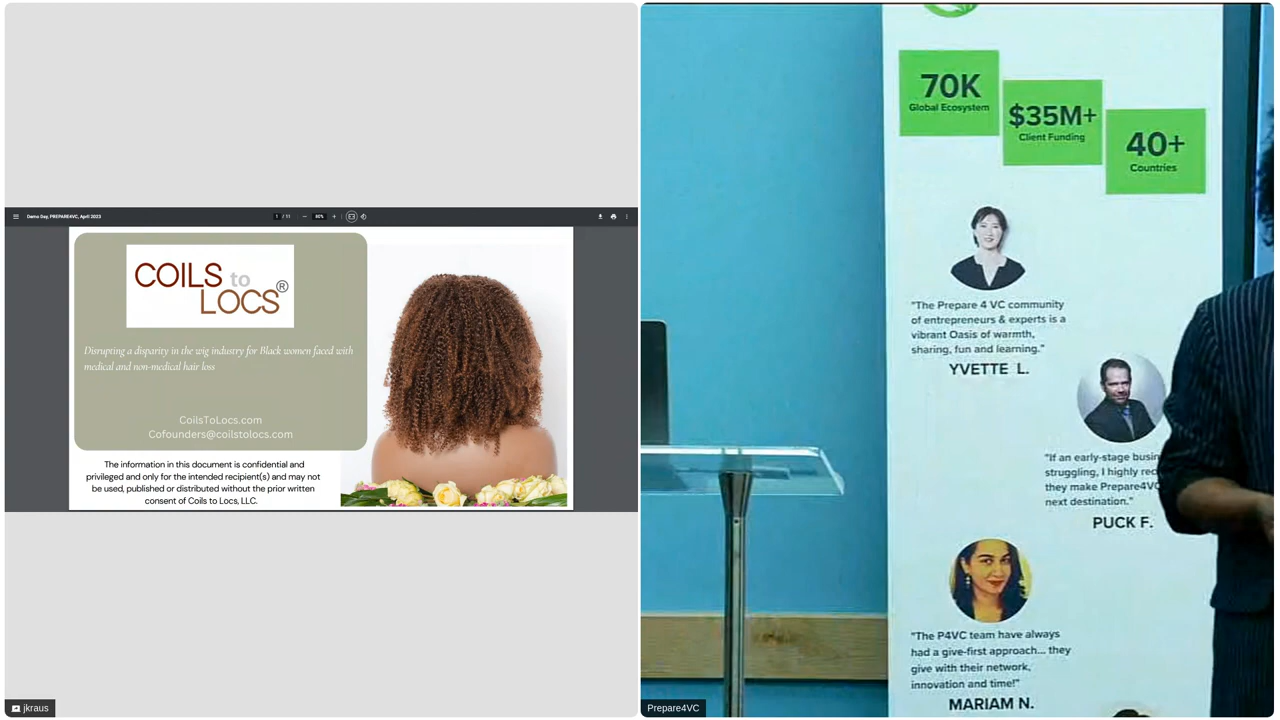 Demo Day, PREPARE4VC, April 2023
1 / 11
80%
COILS to
LOCS®
Disrupting a disparity in the wig industry for Black women faced with
medical and non-medical hair loss
CoilsToLocs.com
Cofounders@coilstolocs.com
The information in this document is confidential and
privileged and only for the intended recipient(s) and may not
be used, published or distributed without the prior written
consent of Coils to Locs, LLC.
jkraus
70K
Global Ecosystem
$35M+
Client Funding
40+
Countries
"The Prepare 4 VC community
of entrepreneurs & experts is a
vibrant Oasis of warmth,
sharing, fun and learning."
YVETTE L.
"If an early-stage
struggling, I highly
they make Prepare4VC
next destination."
PUCK F.
"The P4VC team have always
had a give-first approach... they
give with their network,
innovation and time!"
MARIAM N.
Prepare4VC